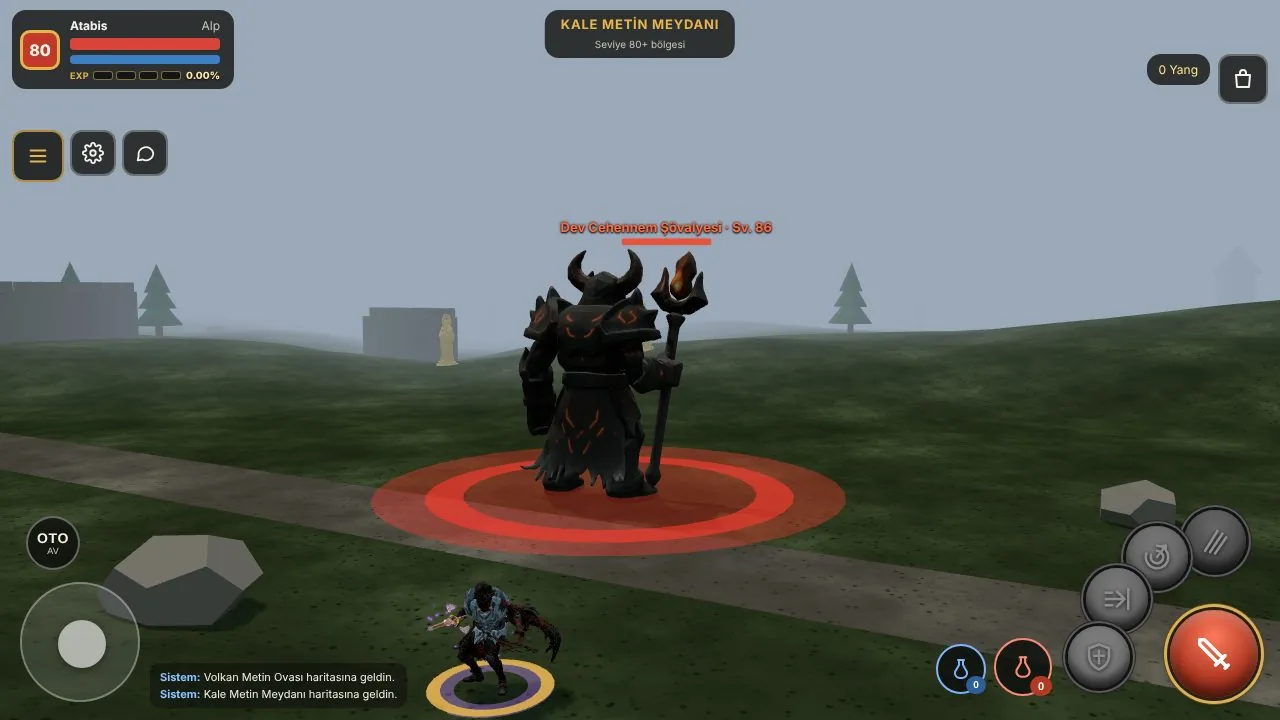 Atabis
Alp
80
EXP
0.00%
KALE METİN MEYDANI
Seviye 80+ bölgesi
0 Yang
Dev Cehennem Şövalyesi · Sv. 86
OTO
AV
Sistem: Volkan Metin Ovası haritasına geldin.
Sistem: Kale Metin Meydanı haritasına geldin.
0
0